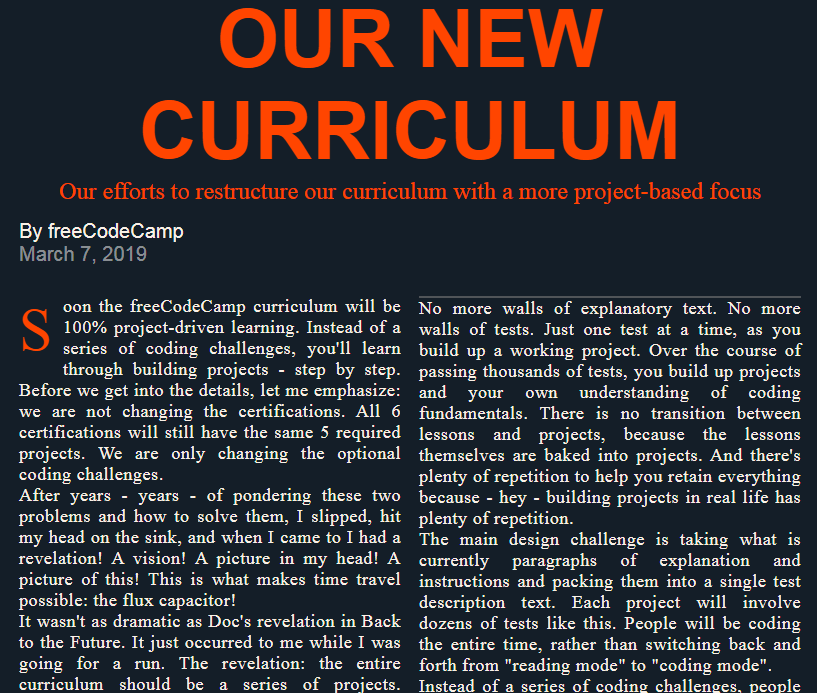 OUR NEW
CURRICULUM
Our efforts to restructure our curriculum with a more project-based focus
By freeCodeCamp
March 7, 2019
Soon the freeCodeCamp curriculum will be
100% project-driven learning. Instead of a
series of coding challenges, you'll learn
through building projects - step by step.
Before we get into the details, let me emphasize:
we are not changing the certifications. All 6
certifications will still have the same 5 required
projects. We are only changing the optional
coding challenges.
After years - years - of pondering these two
problems and how to solve them, I slipped, hit
my head on the sink, and when I came to I had a
revelation! A vision! A picture in my head! A
picture of this! This is what makes time travel
possible: the flux capacitor!
It wasn't as dramatic as Doc's revelation in Back
to the Future. It just occurred to me while I was
going for a run. The revelation: the entire
curriculum should be a series of projects.
No more walls of explanatory text. No more
walls of tests. Just one test at a time, as you
build up a working project. Over the course of
passing thousands of tests, you build up projects
and your own understanding of coding
fundamentals. There is no transition between
lessons and projects, because the lessons
themselves are baked into projects. And there's
plenty of repetition to help you retain everything
because - hey - building projects in real life has
plenty of repetition.
The main design challenge is taking what is
currently paragraphs of explanation and
instructions and packing them into a single test
description text. Each project will involve
dozens of tests like this. People will be coding
the entire time, rather than switching back and
forth from "reading mode" to "coding mode".
Instead of a series of coding challenges, people